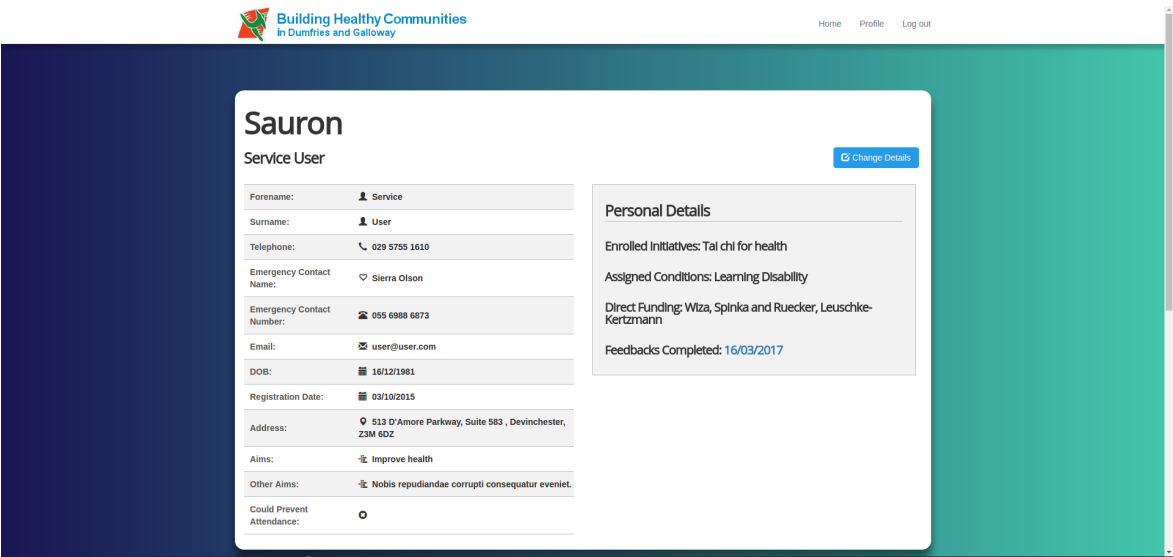 Building Healthy Communities
in Dumfries and Galloway
Home Profile Log out
Sauron
Service User
Change Details
Forename: Service
Surname: User
Telephone: 029 5755 1610
Emergency Contact
Name:
Sierra Olson
Emergency Contact
Number:
055 6988 6873
Email: user@user.com
DOB: 16/12/1981
Registration Date: 03/10/2015
Address:
513 D'Amore Parkway, Suite 583 , Devinchester,
Z3M 6DZ
Aims: Improve health
Other Aims: Nobis repudiandae corrupti consequatur eveniet.
Could Prevent
Attendance:
Personal Details
Enrolled Initiatives: Tai chi for health
Assigned Conditions: Learning Disability
Direct Funding: Wiza, Spinka and Ruecker, Leuschke-
Kertzmann
Feedbacks Completed: 16/03/2017